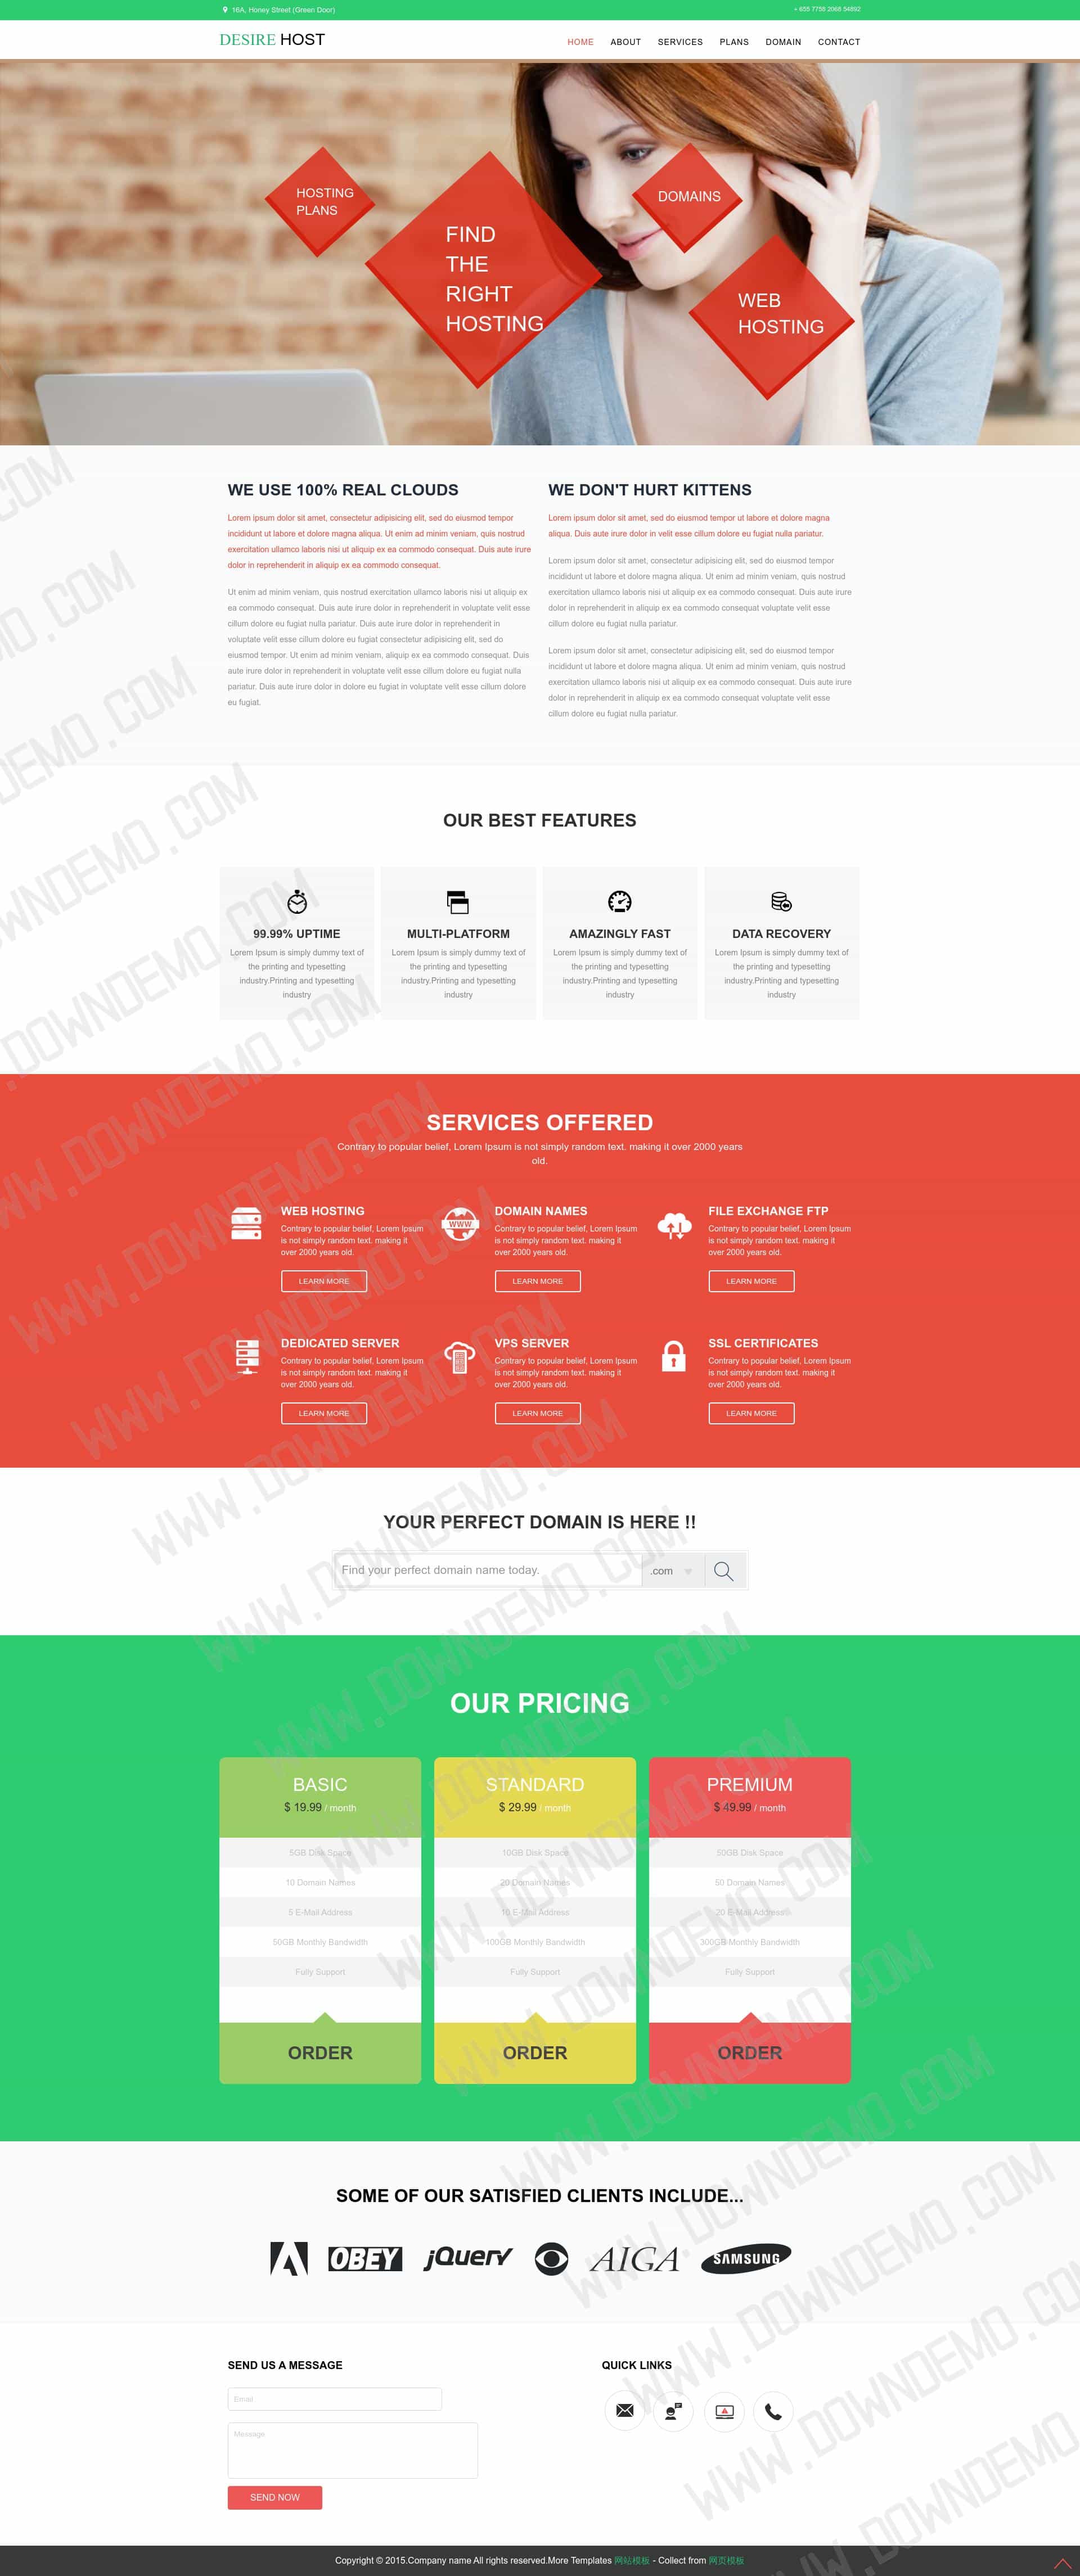 16A, Honey Street (Green Door)
+ 655 7755 2068 54892
DESIRE HOST
HOME ABOUT SERVICES PLANS DOMAIN CONTACT
HOSTING
PLANS
FIND
THE
RIGHT
HOSTING
DOMAINS
WEB
HOSTING
WE USE 100% REAL CLOUDS
Lorem ipsum dolor sit amet, consectetur adipisicing elit, sed do eiusmod tempor
incididunt ut labore et dolore magna aliqua. Ut enim ad minim veniam, quis nostrud
exercitation ullamco laboris nisi ut aliquip ex ea commodo consequat. Duis aute irure
dolor in reprehenderit in aliquip ex ea commodo consequat.
Ut enim ad minim veniam, quis nostrud exercitation ullamco laboris nisi ut aliquip ex
ea commodo consequat. Duis aute irure dolor in reprehenderit in voluptate velit esse
cillum dolore eu fugiat nulla pariatur. Duis aute irure dolor in reprehenderit in
voluptate velit esse cillum dolore eu fugiat consectetur adipisicing elit, sed do
eiusmod tempor. Ut enim ad minim veniam, aliquip ex ea commodo consequat. Duis
aute irure dolor in reprehenderit in voluptate velit esse cillum dolore eu fugiat nulla
pariatur. Duis aute irure dolor in dolore eu fugiat in voluptate velit esse cillum dolore
eu fugiat.
WE DON'T HURT KITTENS
Lorem ipsum dolor sit amet, sed do eiusmod tempor ut labore et dolore magna
aliqua. Duis aute irure dolor in velit esse cillum dolore eu fugiat nulla pariatur.
Lorem ipsum dolor sit amet, consectetur adipisicing elit, sed do eiusmod tempor
incididunt ut labore et dolore magna aliqua. Ut enim ad minim veniam, quis nostrud
exercitation ullamco laboris nisi ut aliquip ex ea commodo consequat. Duis aute irure
dolor in reprehenderit in aliquip ex ea commodo consequat voluptate velit esse
cillum dolore eu fugiat nulla pariatur.
Lorem ipsum dolor sit amet, consectetur adipisicing elit, sed do eiusmod tempor
incididunt ut labore et dolore magna aliqua. Ut enim ad minim veniam, quis nostrud
exercitation ullamco laboris nisi ut aliquip ex ea commodo consequat. Duis aute irure
dolor in reprehenderit in aliquip ex ea commodo consequat voluptate velit esse
cillum dolore eu fugiat nulla pariatur.
OUR BEST FEATURES
99.99% UPTIME
Lorem Ipsum is simply dummy text of
the printing and typesetting
industry.Printing and typesetting
industry
MULTI-PLATFORM
Lorem Ipsum is simply dummy text of
the printing and typesetting
industry.Printing and typesetting
industry
AMAZINGLY FAST
Lorem Ipsum is simply dummy text of
the printing and typesetting
industry.Printing and typesetting
industry
DATA RECOVERY
Lorem Ipsum is simply dummy text of
the printing and typesetting
industry.Printing and typesetting
industry
SERVICES OFFERED
Contrary to popular belief, Lorem Ipsum is not simply random text. making it over 2000 years
old.
WEB HOSTING
Contrary to popular belief, Lorem Ipsum
is not simply random text. making it
over 2000 years old.
LEARN MORE
WWW
DOMAIN NAMES
Contrary to popular belief, Lorem Ipsum
is not simply random text. making it
over 2000 years old.
LEARN MORE
FILE EXCHANGE FTP
Contrary to popular belief, Lorem Ipsum
is not simply random text. making it
over 2000 years old.
LEARN MORE
DEDICATED SERVER
Contrary to popular belief, Lorem Ipsum
is not simply random text. making it
over 2000 years old.
LEARN MORE
VPS SERVER
Contrary to popular belief, Lorem Ipsum
is not simply random text. making it
over 2000 years old.
LEARN MORE
SSL CERTIFICATES
Contrary to popular belief, Lorem Ipsum
is not simply random text. making it
over 2000 years old.
LEARN MORE
YOUR PERFECT DOMAIN IS HERE !!
Find your perfect domain name today.
.com
OUR PRICING
BASIC
$ 19.99 / month
5GB Disk Space
10 Domain Names
5 E-Mail Address
50GB Monthly Bandwidth
Fully Support
ORDER
STANDARD
$ 29.99 / month
10GB Disk Space
20 Domain Names
10 E-Mail Address
100GB Monthly Bandwidth
Fully Support
ORDER
PREMIUM
$ 49.99 / month
50GB Disk Space
50 Domain Names
20 E-Mail Address
300GB Monthly Bandwidth
Fully Support
ORDER
SOME OF OUR SATISFIED CLIENTS INCLUDE...
OBEY jQuery AIGA SAMSUNG
SEND US A MESSAGE
Email
Message
SEND NOW
QUICK LINKS
Copyright © 2015.Company name All rights reserved.More Templates 网站模板 - Collect from 网页模板
WWW.DOWNDEMO.COM